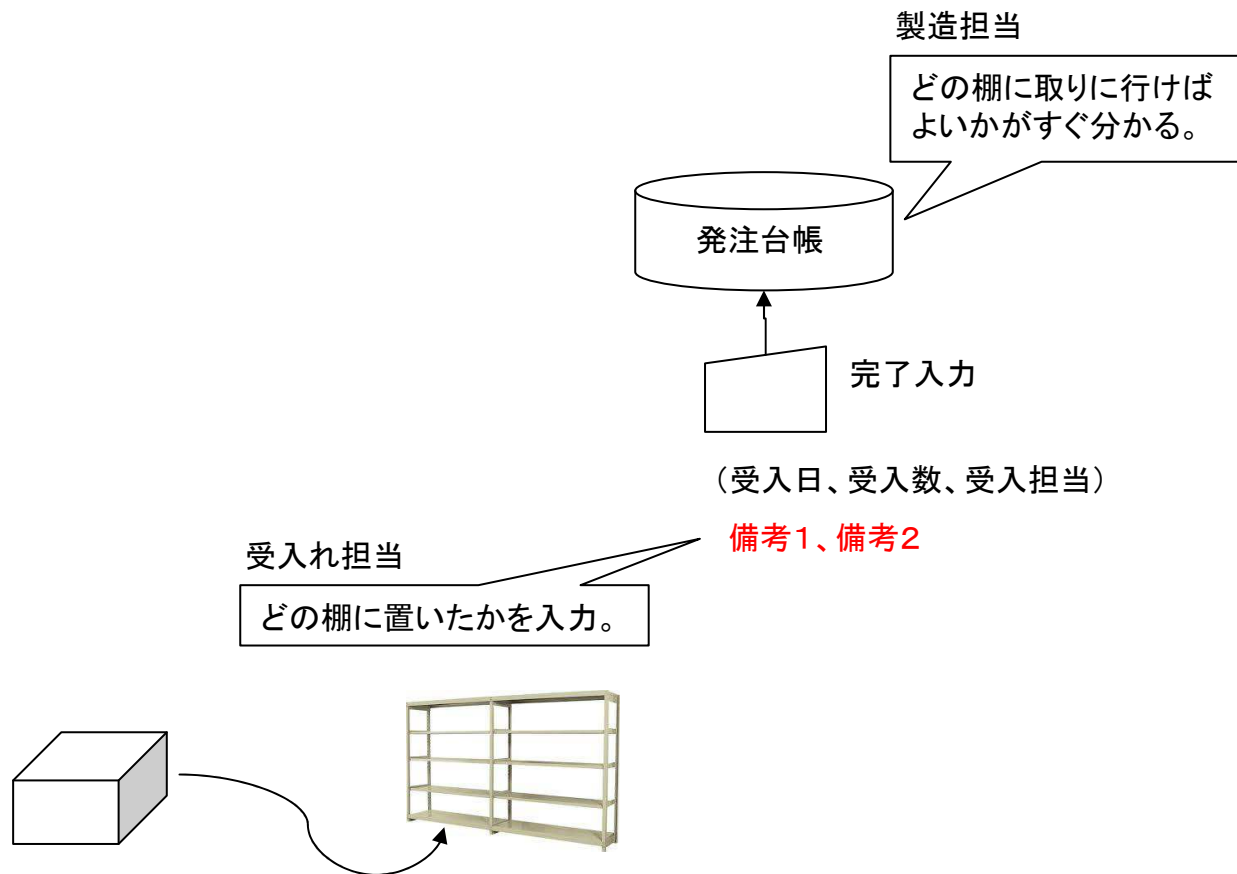 製造担当
どの棚に取りに行けば
よいかがすぐ分かる。
発注台帳
完了入力
（受入日、受入数、受入担当）
備考１、備考２
受入れ担当
どの棚に置いたかを入力。